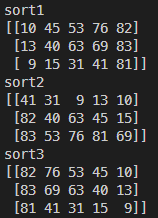 sort1
[[10 45 53 76 82]
 [13 40 63 69 83]
 [ 9 15 31 41 81]]
sort2
[[41 31  9 13 10]
 [82 40 63 45 15]
 [83 53 76 81 69]]
sort3
[[82 76 53 45 10]
 [83 69 63 40 13]
 [81 41 31 15  9]]